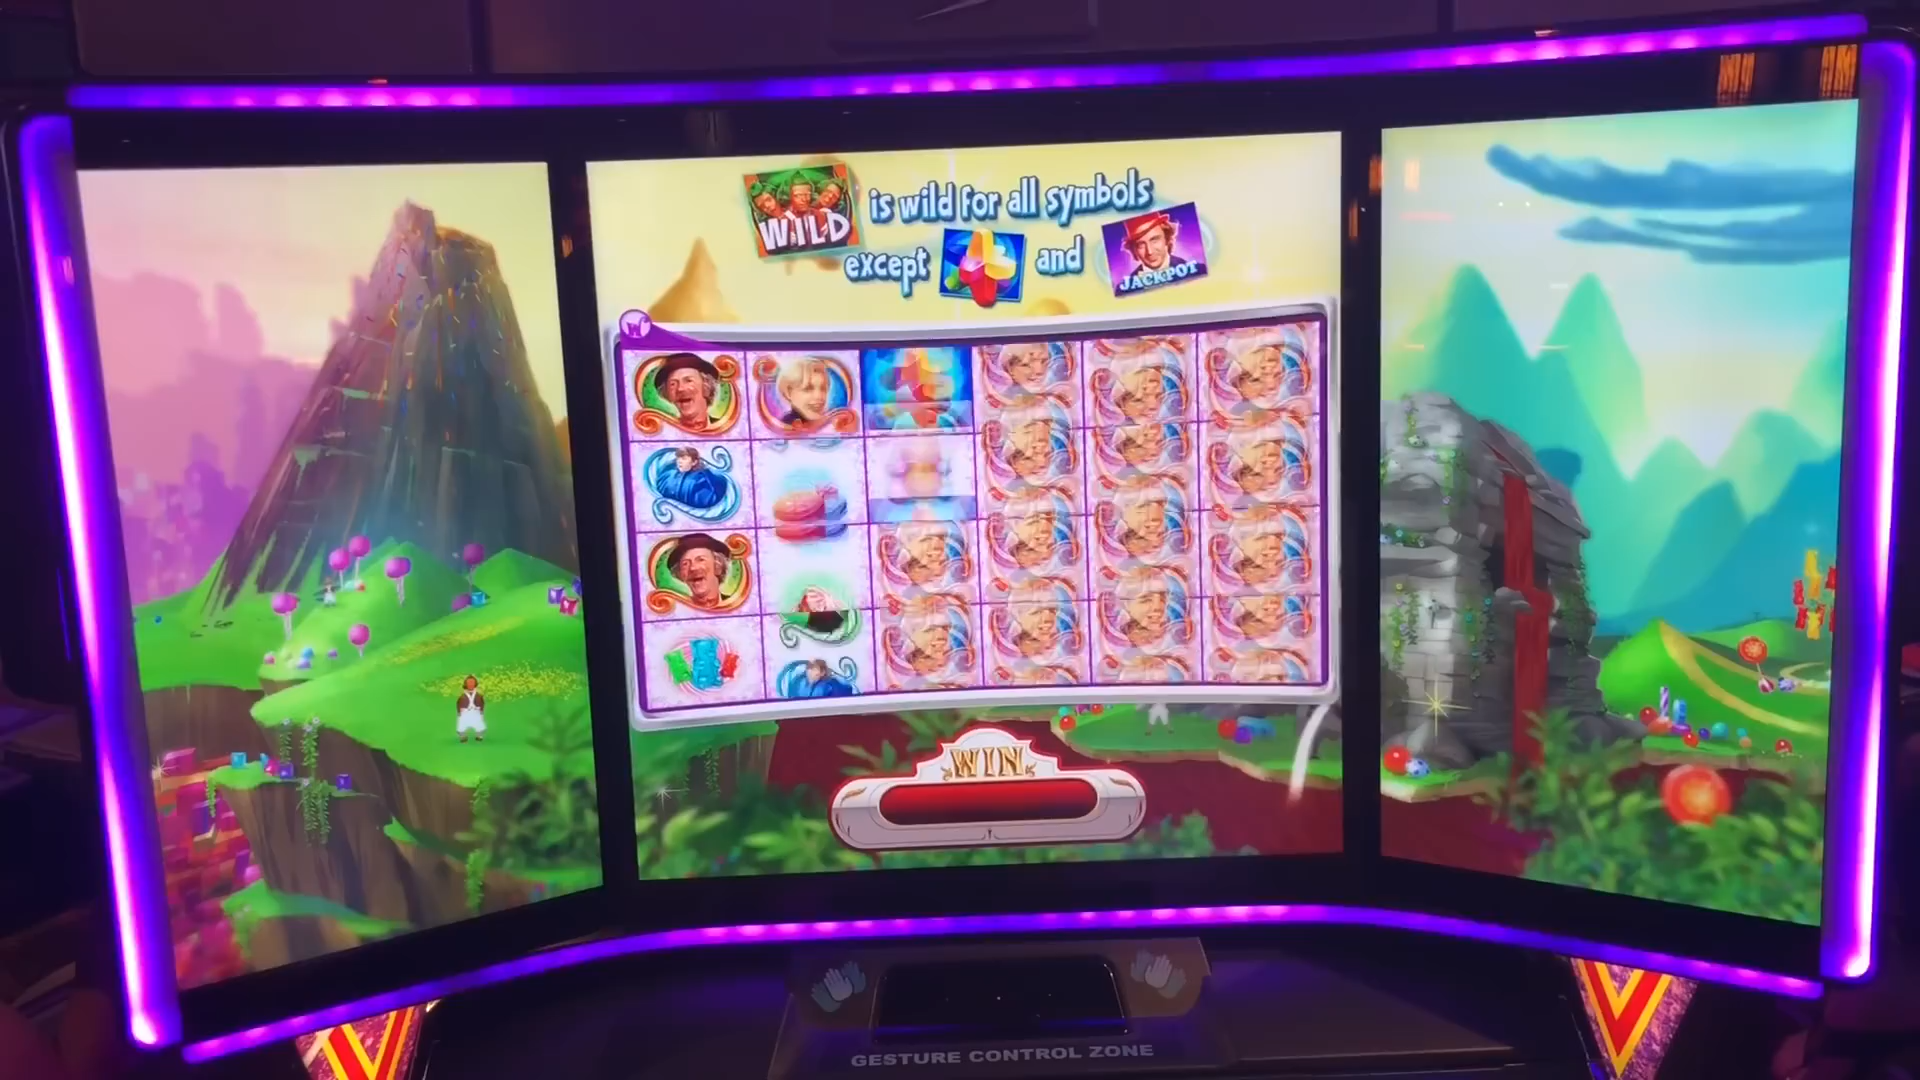 WILD is wild for all symbols
except and JACKPOT
W
WIN
GESTURE CONTROL ZONE